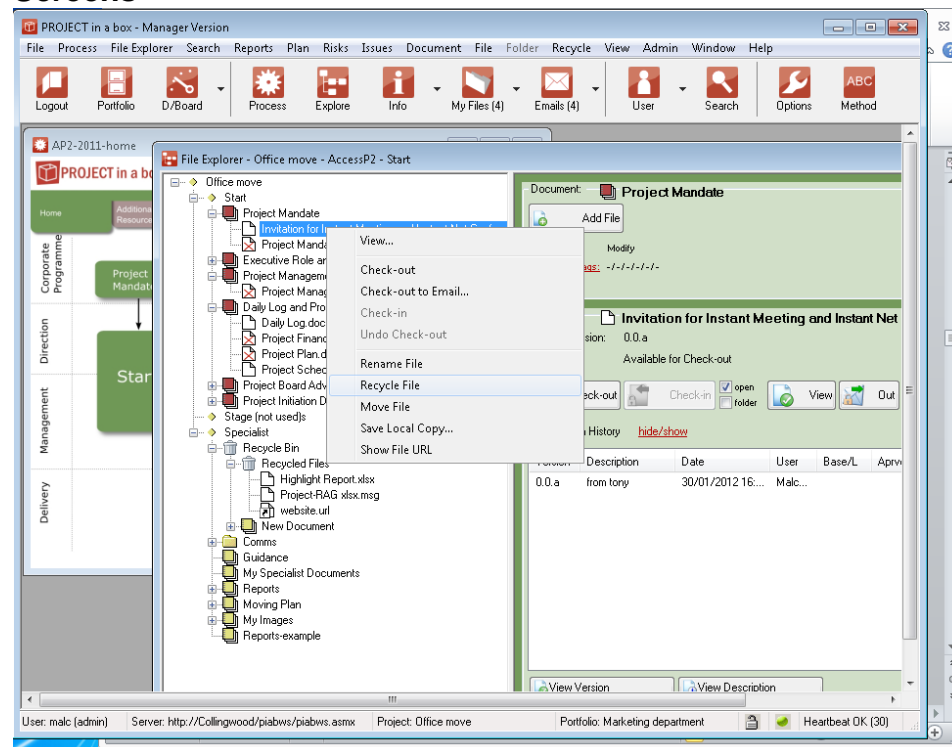 PROJECT in a box - Manager Version
File Process File Explorer Search Reports Plan Risks Issues Document File Folder Recycle View Admin Window Help
Logout Portfolio D/Board Process Explore Info My Files (4) Emails (4) User Search Options Method
ABC
AP2-2011-home
PROJECT in a bo
Home
Additiona
Resource
Corporate
Programme
Project
Mandat
Direction
Star
Management
Delivery
File Explorer - Office move - AccessP2 - Start
Office move
Start
Project Mandate
Invitation for
Project Manda
Executive Role ar
Project Managem
Project Manag
Daily Log and Pro
Daily Log.doc
Project Financ
Project Plan.d
Project Sched
Project Board Adv
Project Initiation D
Stage (not used)s
Specialist
Recycle Bin
Recycled Files
Highlight Report.xlsx
Project-RAG xlsx.msg
website.url
New Document
Comms
Guidance
My Specialist Documents
Reports
Moving Plan
My Images
Reports-example
View...
Check-out
Check-out to Email...
Check-in
Undo Check-out
Rename File
Recycle File
Move File
Save Local Copy...
Show File URL
Document: Project Mandate
Add File
Modify
ags: -/-/-/-/-/-
Invitation for Instant Meeting and Instant Net
sion: 0.0.a
Available for Check-out
eck-out Check-in open folder View Out
History hide/show
Version Description Date User Base/L Aprv
0.0.a from tony 30/01/2012 16:... Malc...
View Version View Description
User: malc (admin) Server: http://Collingwood/piabws/piabws.asmx Project: Office move Portfolio: Marketing department Heartbeat OK (30)